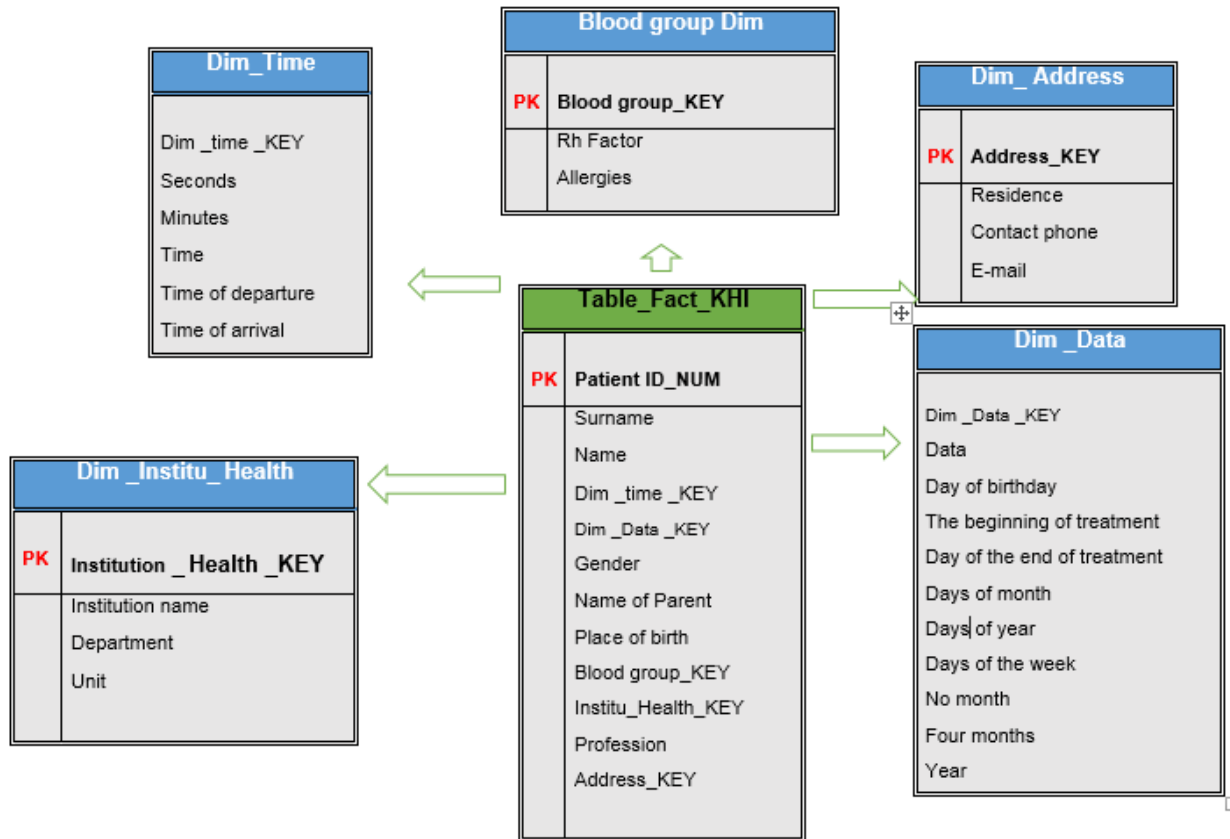 Blood group Dim
PK Blood group_KEY
Rh Factor
Allergies
Dim_Time
Dim _time _KEY
Seconds
Minutes
Time
Time of departure
Time of arrival
Dim_ Address
PK Address_KEY
Residence
Contact phone
E-mail
Table_Fact_KHI
PK Patient ID_NUM
Surname
Name
Dim _time _KEY
Dim _Data _KEY
Gender
Name of Parent
Place of birth
Blood group_KEY
Institu_Health_KEY
Profession
Address_KEY
Dim _Data
Dim _Data _KEY
Data
Day of birthday
The beginning of treatment
Day of the end of treatment
Days of month
Days of year
Days of the week
No month
Four months
Year
Dim _Institu_Health
PK Institution _Health _KEY
Institution name
Department
Unit